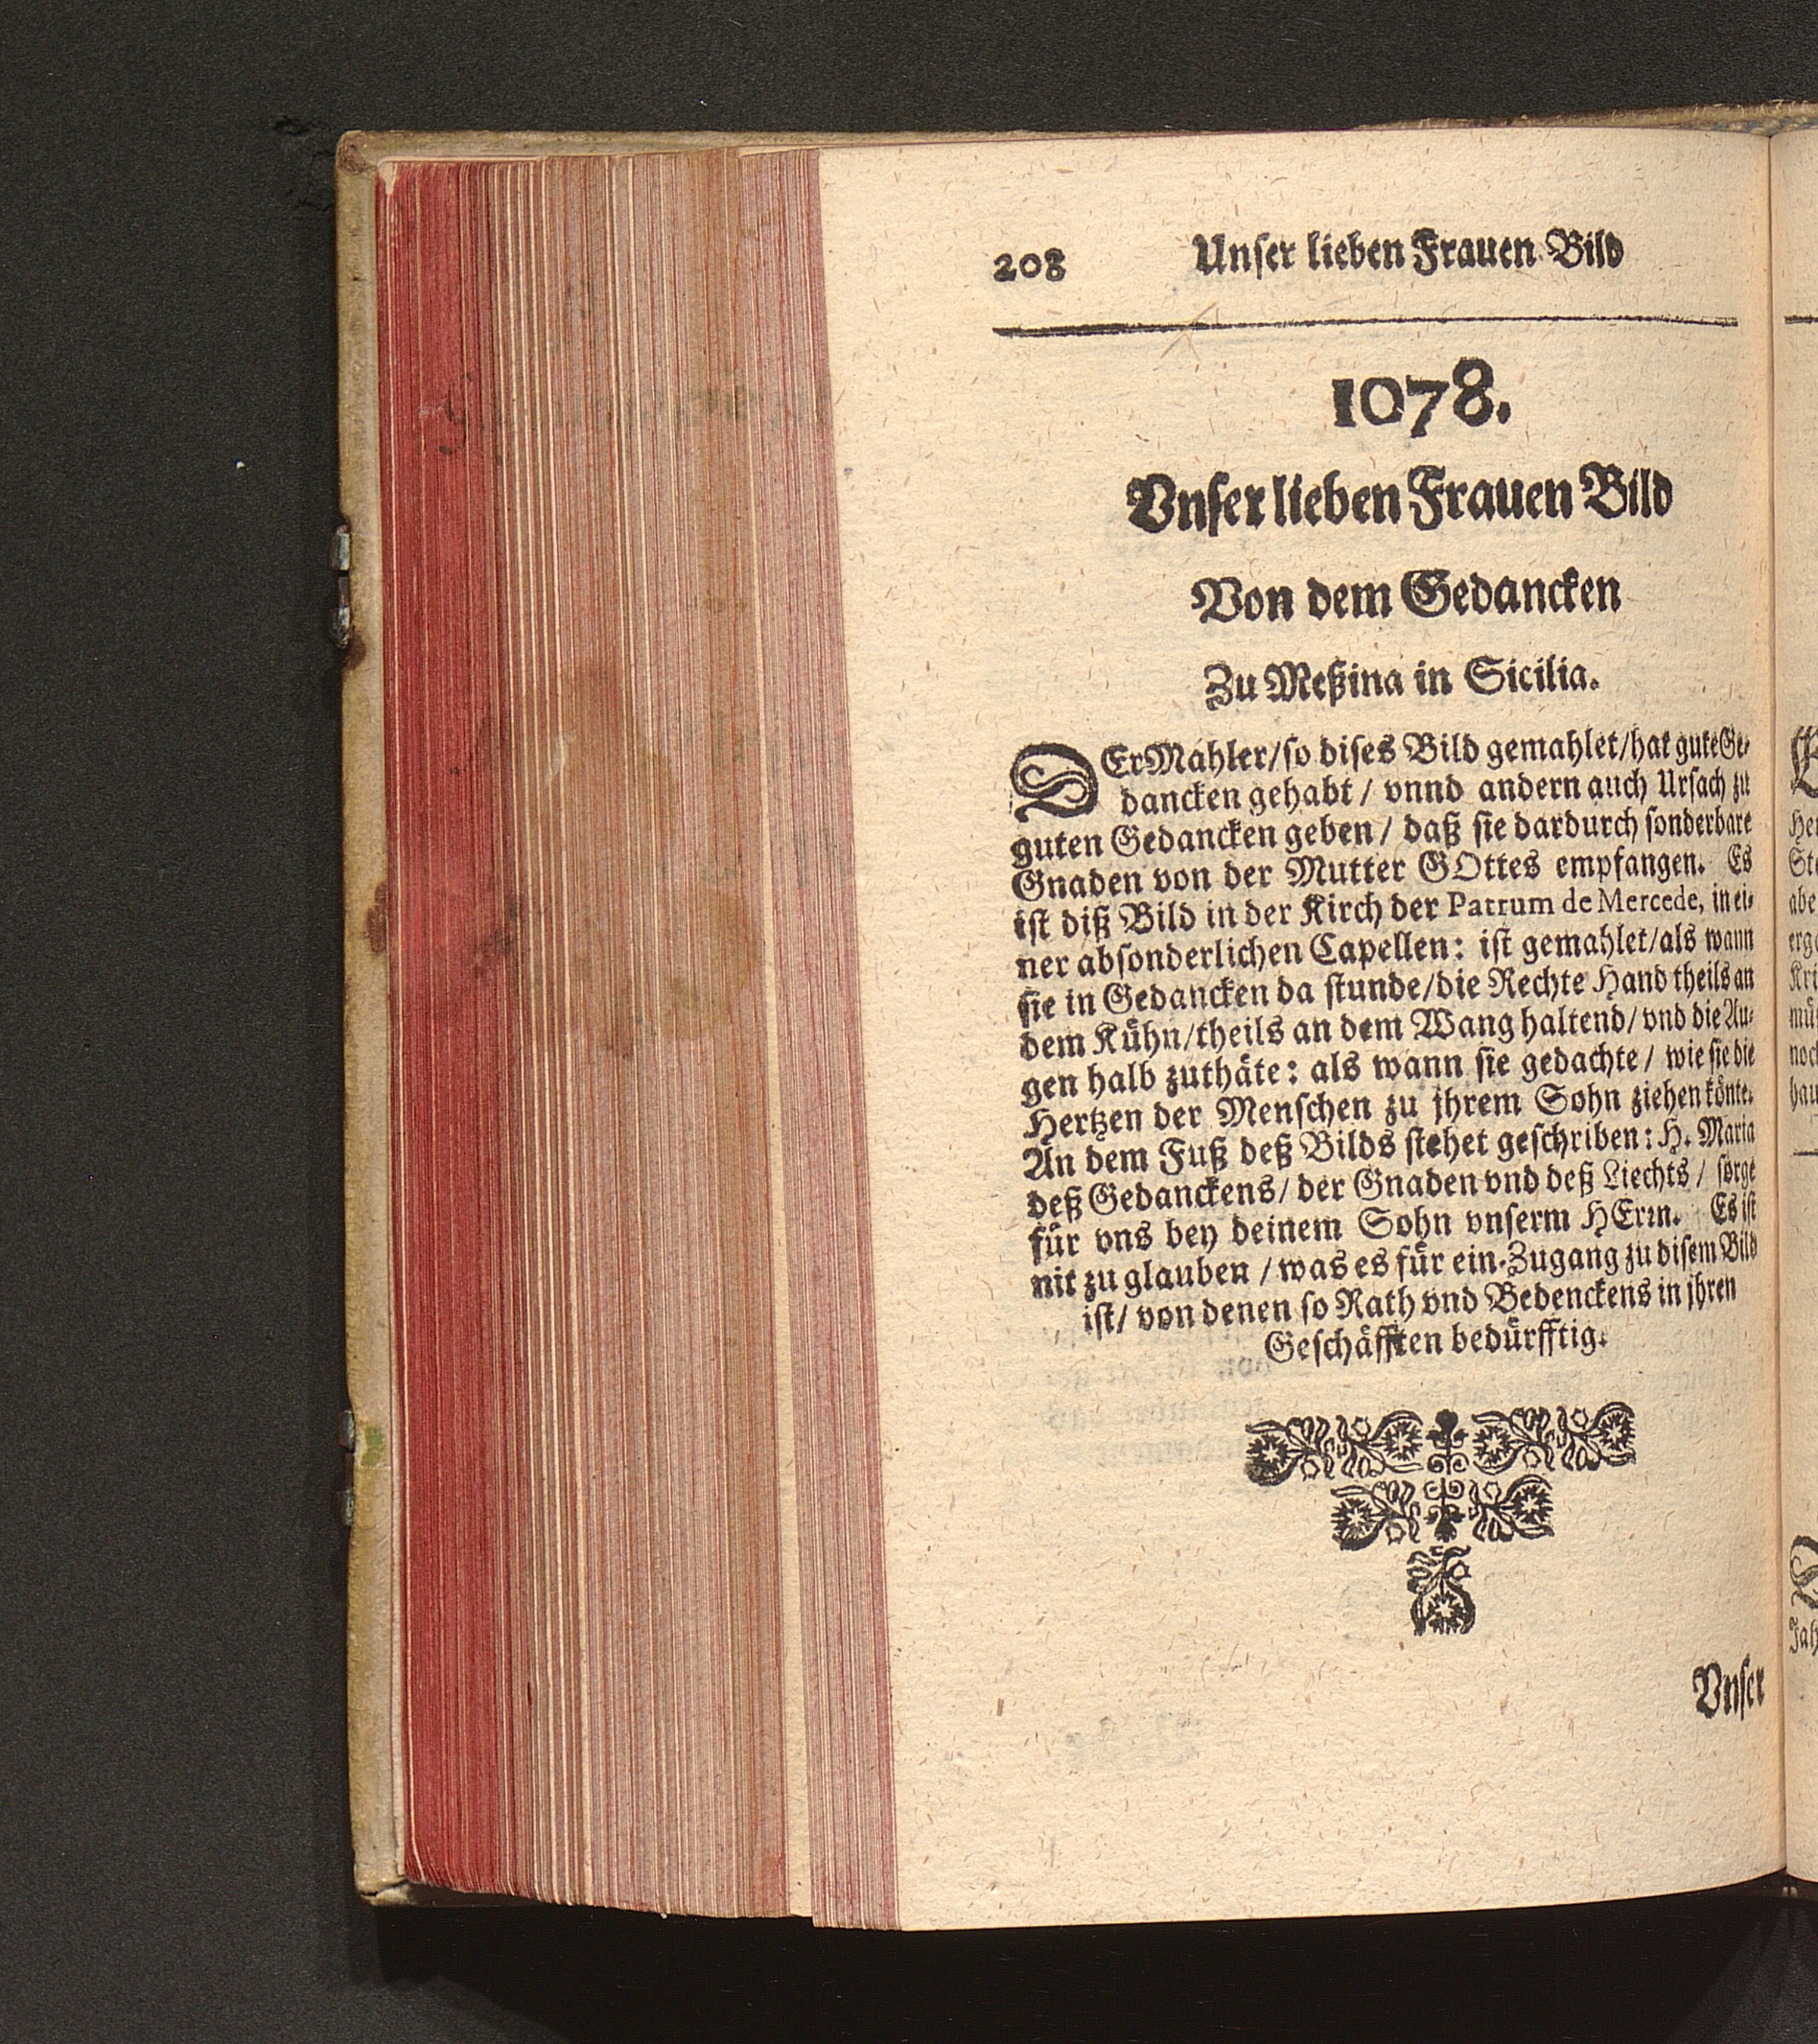 208 Unser lieben Frauen Bild
1078.
Vnser lieben Frauen Bild
Von dem Gedancken
Zu Meßina in Sicilia.
DEr Mahler/so dises Bild gemahlet/hat gute Ge-
dancken gehabt / vnnd andern auch Ursach zu
guten Gedancken geben / daß sie dardurch sonderbare
Gnaden von der Mutter GOttes empfangen. Es
ist diß Bild in der Kirch der Patrum de Mercede, in ei-
ner absonderlichen Capellen: ist gemahlet/als wann
sie in Gedancken da stunde/die Rechte Hand theils an
dem Kühn/theils an dem Wang haltend/ vnd die Au-
gen halb zuthäte: als wann sie gedachte / wie sie die
Hertzen der Menschen zu jhrem Sohn ziehen könte.
An dem Fuß deß Bilds stehet geschriben: H. Maria
deß Gedanckens/ der Gnaden vnd deß Liechts / sorge
für vns bey deinem Sohn vnserm HErrn. Es ist
nit zu glauben / was es für ein Zugang zu disem Bild
ist/ von denen so Rath vnd Bedenckens in jhren
Geschäfften bedürfftig.
Vnser